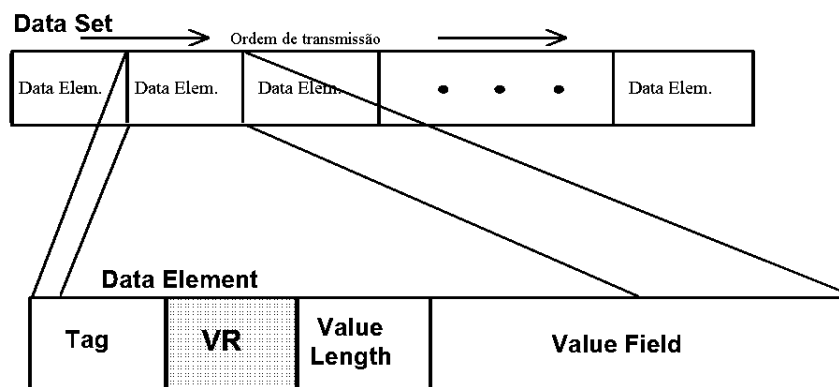 Data Set
Ordem de transmissão
Data Elem. Data Elem. Data Elem. • • • Data Elem.
Data Element
Tag VR Value Length Value Field